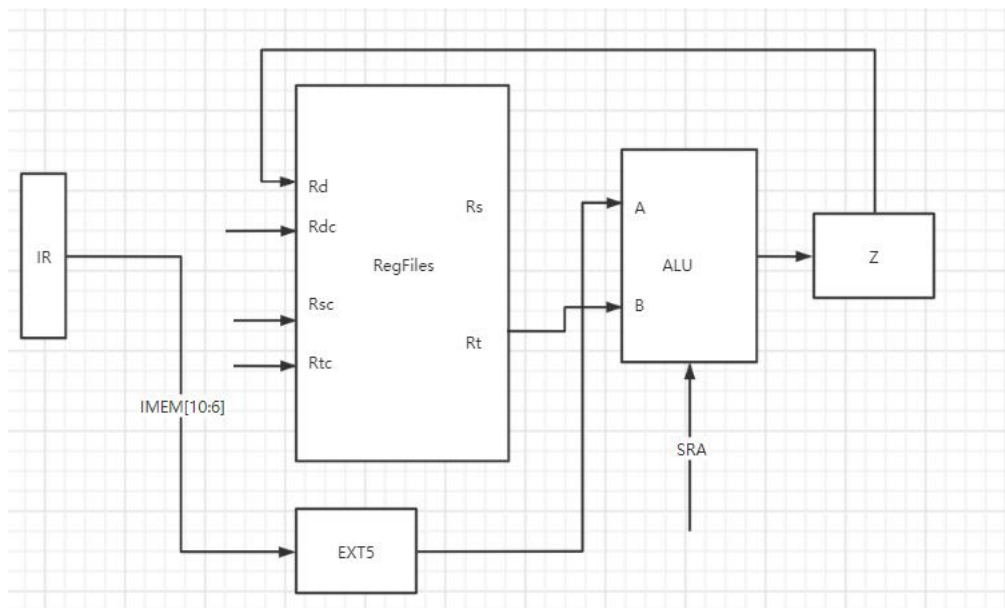 Rd
Rdc
Rs
A
IR
RegFiles
ALU
Z
Rsc
B
Rt
Rtc
IMEM[10:6]
SRA
EXT5